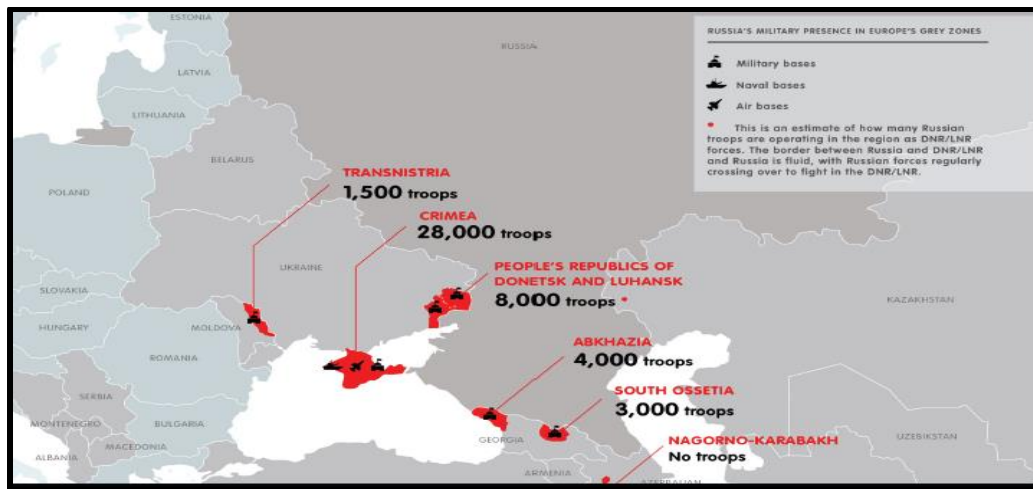 ESTONIA
RUSSIA
LATVIA
LITHUANIA
BELARUS
POLAND
UKRAINE
SLOVAKIA
HUNGARY
MOLDOVA
ROMANIA
SERBIA
MONTENEGRO
BULGARIA
MACEDONIA
ALBANIA
GEORGIA
ARMENIA
AZERBAIJAN
KAZAKHSTAN
UZBEKISTAN
RUSSIA'S MILITARY PRESENCE IN EUROPE'S GREY ZONES
Military bases
Naval bases
Air bases
* This is an estimate of how many Russian
troops are operating in the region as DNR/LNR
forces. The border between Russia and DNR/LNR
and Russia is fluid, with Russian forces regularly
crossing over to fight in the DNR/LNR.
TRANSNISTRIA
1,500 troops
CRIMEA
28,000 troops
PEOPLE'S REPUBLICS OF
DONETSK AND LUHANSK
8,000 troops *
ABKHAZIA
4,000 troops
SOUTH OSSETIA
3,000 troops
NAGORNO-KARABAKH
No troops